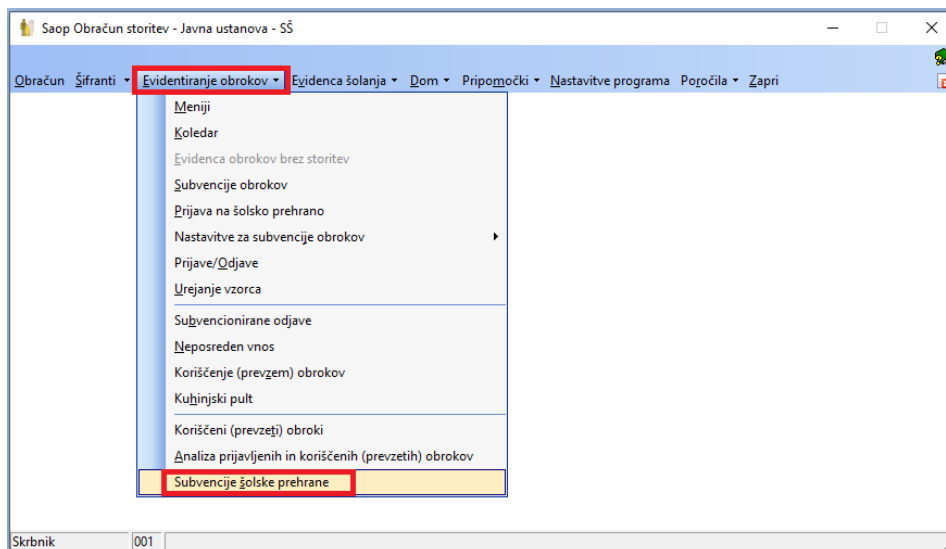 Saop Obračun storitev - Javna ustanova - SŠ
Obračun Šifranti Evidentiranje obrokov Evidenca šolanja Dom Pripomočki Nastavitve programa Poročila Zapri
Meniji
Koledar
Evidenca obrokov brez storitev
Subvencije obrokov
Prijava na šolsko prehrano
Nastavitve za subvencije obrokov
Prijave/Odjave
Urejanje vzorca
Subvencionirane odjave
Neposreden vnos
Koriščenje (prevzem) obrokov
Kuhinjski pult
Koriščeni (prevzeti) obroki
Analiza prijavljenih in koriščenih (prevzetih) obrokov
Subvencije šolske prehrane
Skrbnik 001